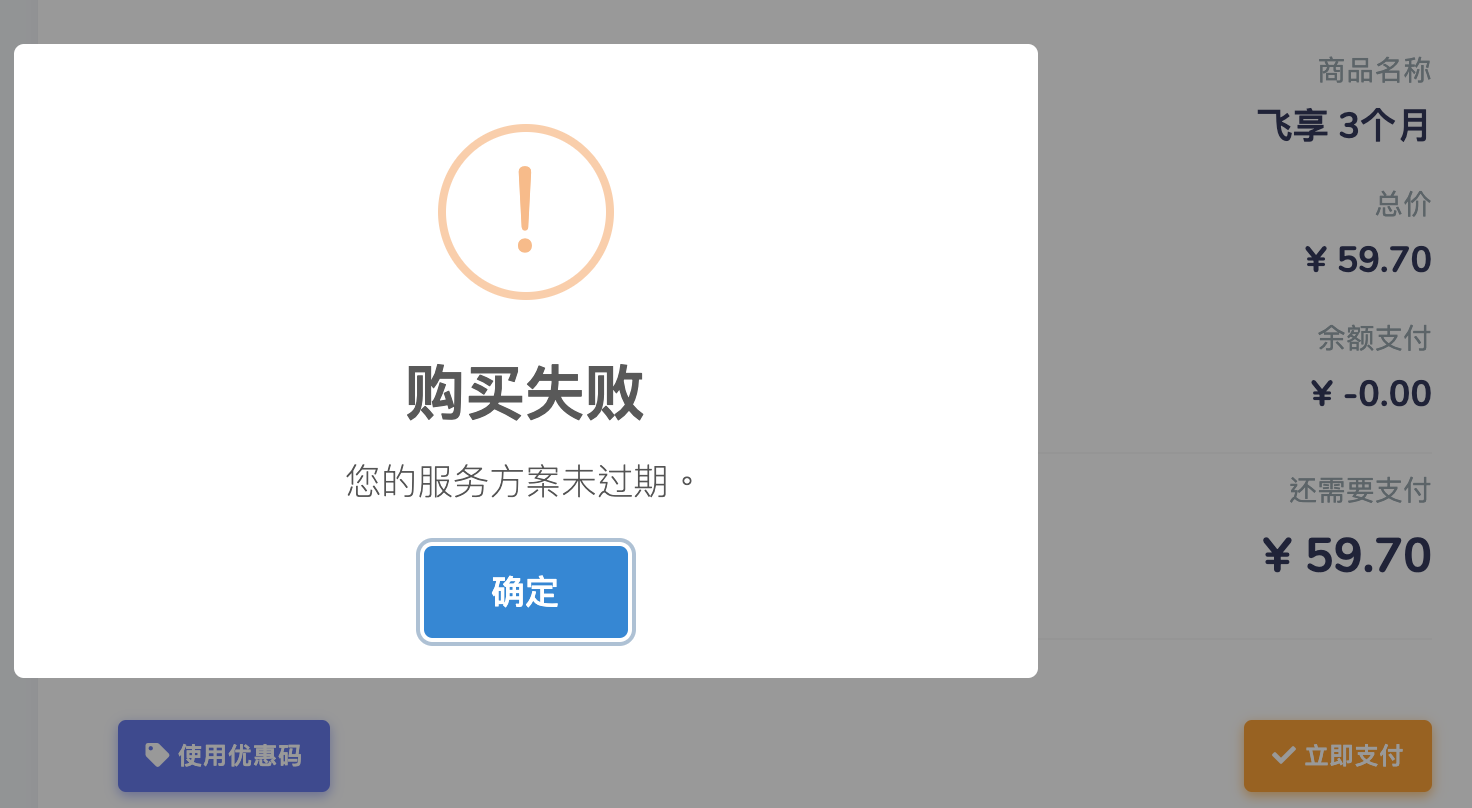 商品名称
飞享 3个月
总价
¥ 59.70
余额支付
¥ -0.00
还需要支付
¥ 59.70
!
购买失败
您的服务方案未过期。
确定
使用优惠码
立即支付